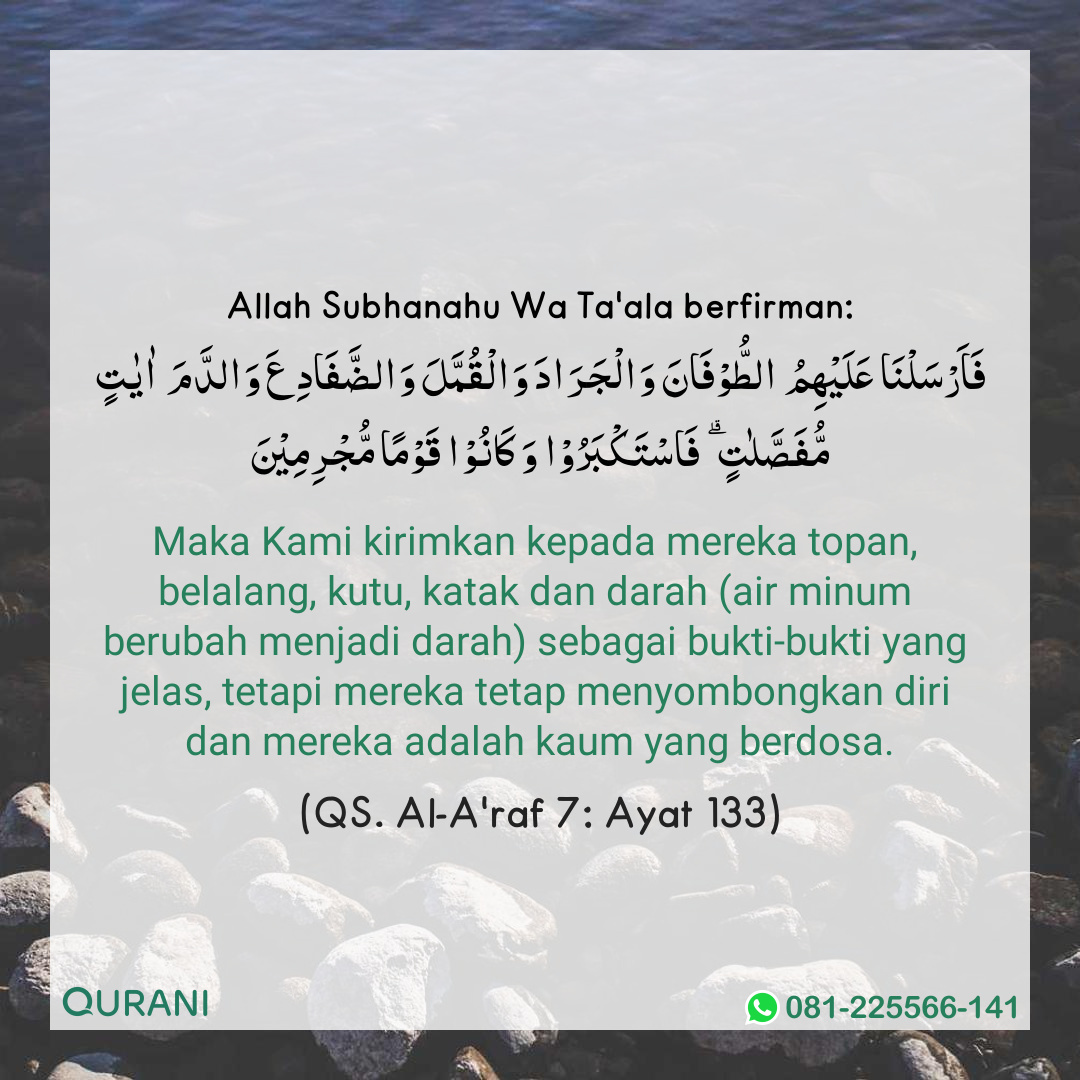 Allah Subhanahu Wa Ta'ala berfirman:
فَاَرْسَلْنَا عَلَيْهِمُ الطُّوْفَانَ وَالْجَرَادَ وَالْقُمَّلَ وَالضَّفَادِعَ وَالدَّمَ اٰيٰتٍ
مُّفَصَّلٰتٍۗ فَاسْتَكْبَرُوْا وَكَانُوْا قَوْمًا مُّجْرِمِيْنَ
Maka Kami kirimkan kepada mereka topan,
belalang, kutu, katak dan darah (air minum
berubah menjadi darah) sebagai bukti-bukti yang
jelas, tetapi mereka tetap menyombongkan diri
dan mereka adalah kaum yang berdosa.
(QS. Al-A'raf 7: Ayat 133)
QURANI
081-225566-141